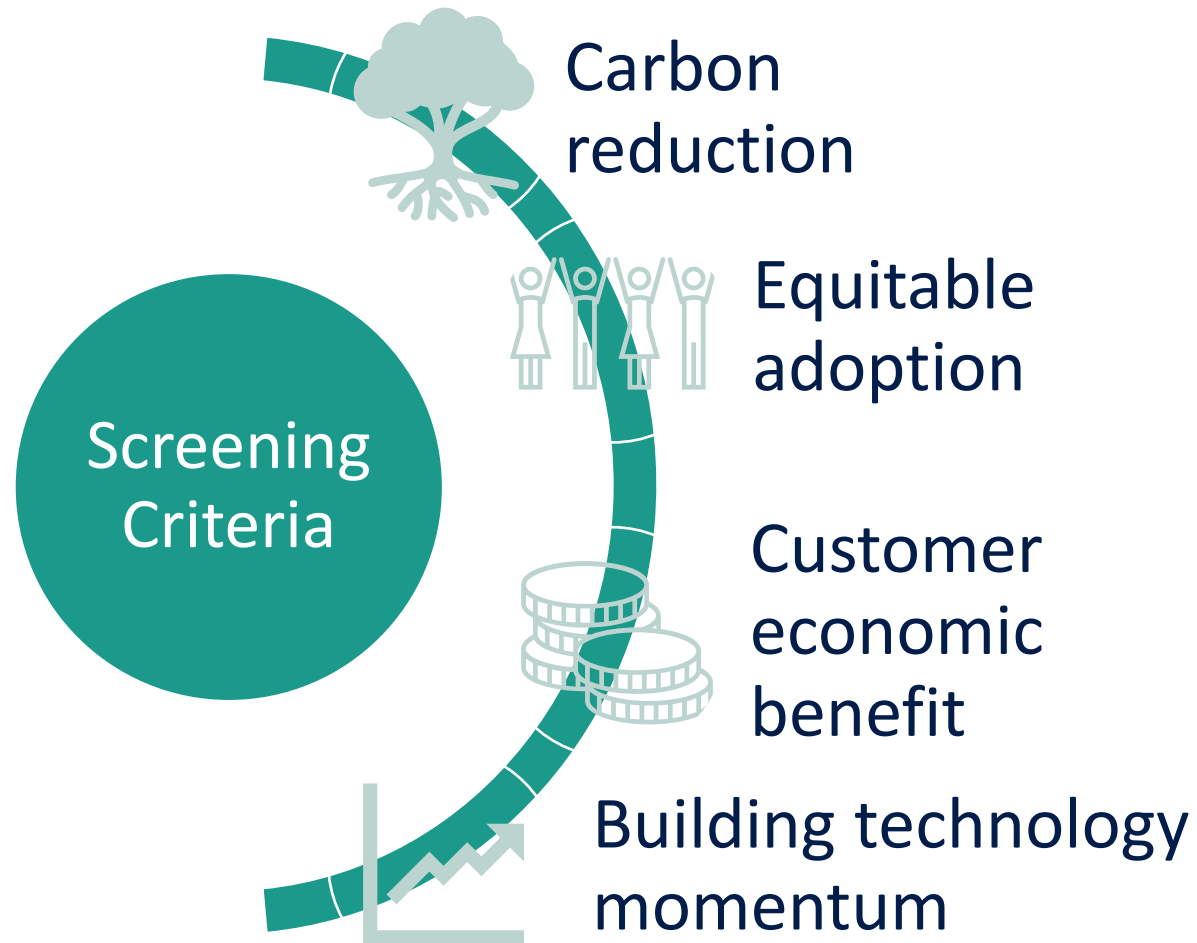 Carbon
reduction
Equitable
adoption
Screening
Criteria
Customer
economic
benefit
Building technology
momentum